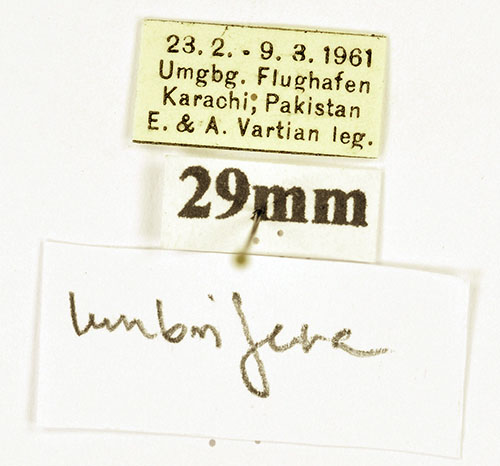 23. 2. - 9. 3. 1961
Umgbg. Flughafen
Karachi; Pakistan
E. & A. Vartian leg.
29mm
umbrifera